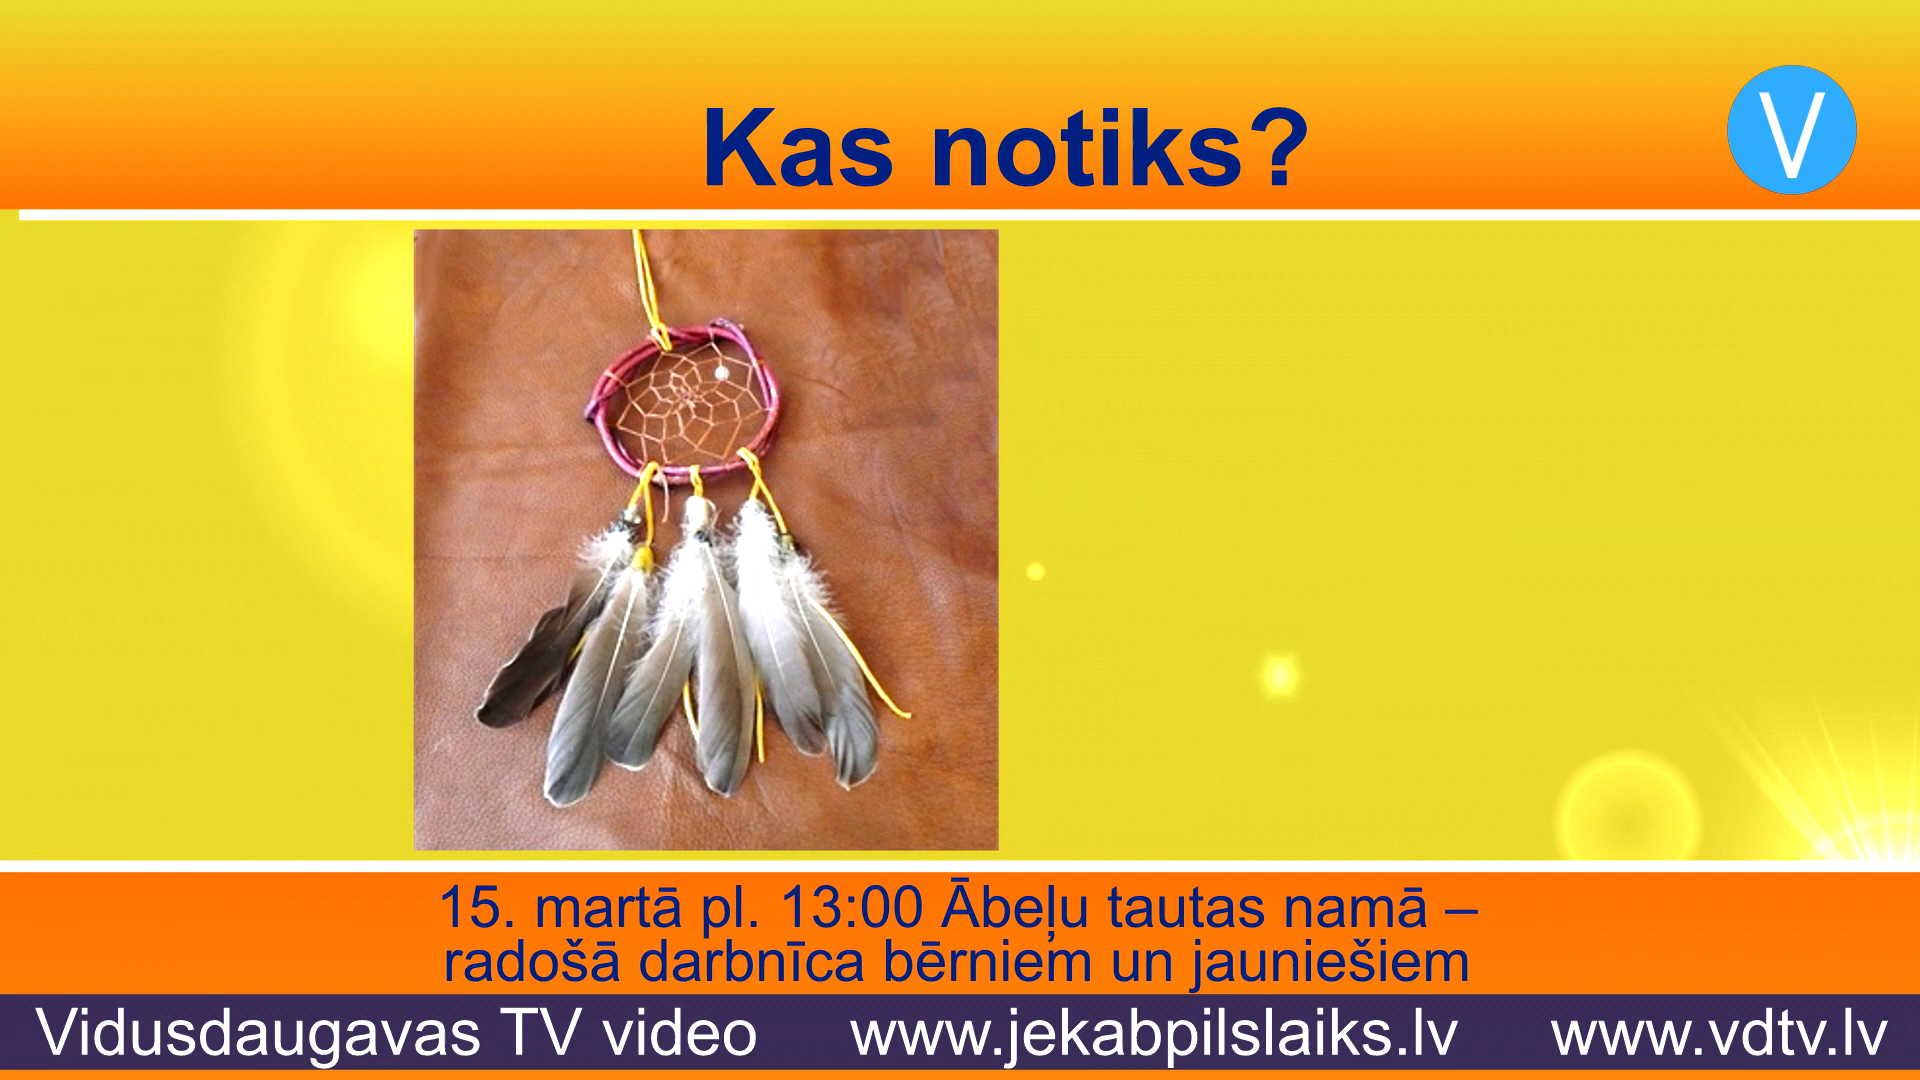 Kas notiks?
V
15. martā pl. 13:00 Ābeļu tautas namā –
radošā darbnīca bērniem un jauniešiem
Vidusdaugavas TV video www.jekabpilslaiks.lv www.vdtv.lv